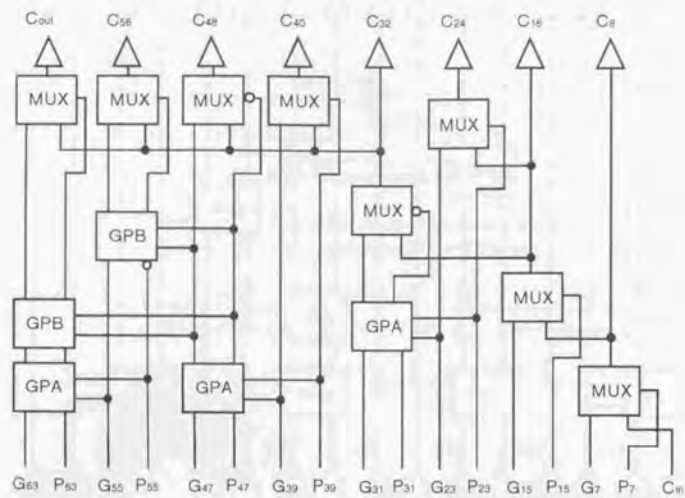 Cout C56 C48 C40 C32 C24 C16 C8
MUX MUX MUX MUX
MUX
MUX
GPB
MUX
GPB GPA
MUX
GPA GPA
G63 P63 G55 P55 G47 P47 G39 P39 G31 P31 G23 P23 G15 P15 G7 P7 Cin